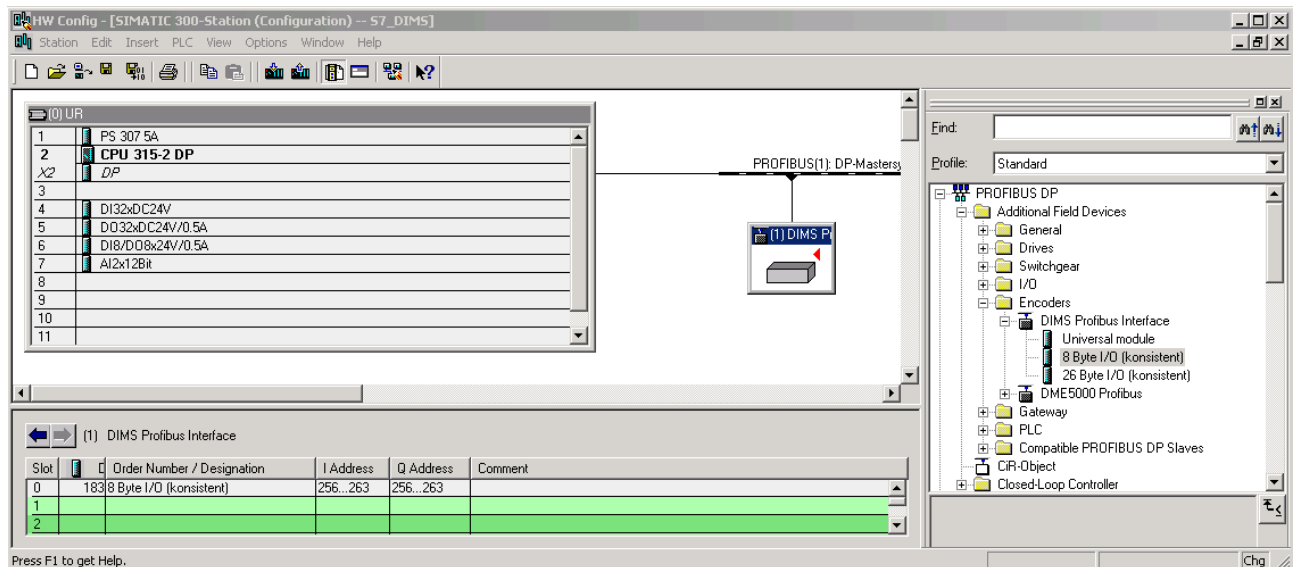 HW Config - [SIMATIC 300-Station (Configuration) -- S7_DIMS]
Station Edit Insert PLC View Options Window Help
(0) UR
1 PS 307 5A
2 CPU 315-2 DP
X2 DP
3
4 DI32xDC24V
5 DO32xDC24V/0.5A
6 DI8/DO8x24V/0.5A
7 AI2x12Bit
8
9
10
11
PROFIBUS(1): DP-Mastersy
(1) DIMS P
Find:
Profile: Standard
PROFIBUS DP
Additional Field Devices
General
Drives
Switchgear
I/O
Encoders
DIMS Profibus Interface
Universal module
8 Byte I/O (konsistent)
26 Byte I/O (konsistent)
DME5000 Profibus
Gateway
PLC
Compatible PROFIBUS DP Slaves
CiR-Object
Closed-Loop Controller
(1) DIMS Profibus Interface
Slot D Order Number / Designation I Address Q Address Comment
0 183 8 Byte I/O (konsistent) 256...263 256...263
1
2
Press F1 to get Help.
Chg